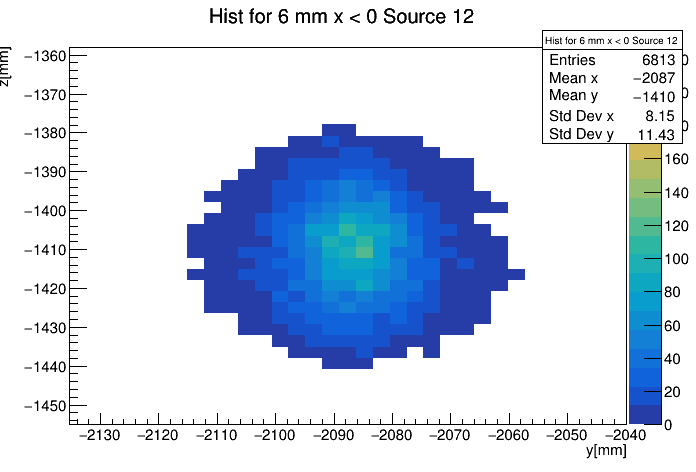 Hist for 6 mm x < 0 Source 12
z[mm]
Hist for 6 mm x < 0 Source 12
Entries 6813
Mean x −2087
Mean y −1410
Std Dev x 8.15
Std Dev y 11.43
−1360
−1370
−1380
−1390
−1400
−1410
−1420
−1430
−1440
−1450
160
140
120
100
80
60
40
20
0
−2130 −2120 −2110 −2100 −2090 −2080 −2070 −2060 −2050 −2040
y[mm]